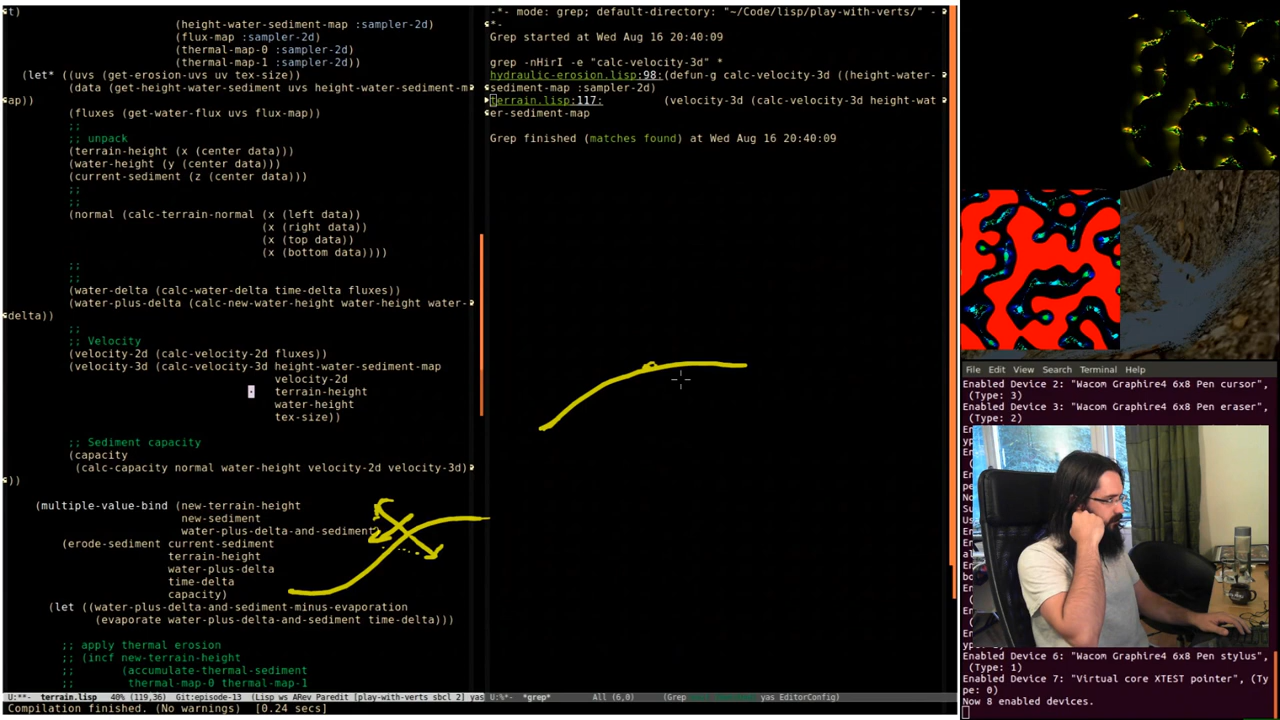 t)
(height-water-sediment-map :sampler-2d)
(flux-map :sampler-2d)
(thermal-map-0 :sampler-2d)
(thermal-map-1 :sampler-2d))
(let* ((uvs (get-erosion-uvs uv tex-size))
(data (get-height-water-sediment uvs height-water-sediment-m
ap))
(fluxes (get-water-flux uvs flux-map))
;;
;; unpack
(terrain-height (x (center data)))
(water-height (y (center data)))
(current-sediment (z (center data)))
;;
;;
(normal (calc-terrain-normal (x (left data))
(x (right data))
(x (top data))
(x (bottom data))))
;;
;;
(water-delta (calc-water-delta time-delta fluxes))
(water-plus-delta (calc-new-water-height water-height water-
delta))
;;
;; Velocity
(velocity-2d (calc-velocity-2d fluxes))
(velocity-3d (calc-velocity-3d height-water-sediment-map
velocity-2d
terrain-height
water-height
tex-size))
;; Sediment capacity
(capacity
(calc-capacity normal water-height velocity-2d velocity-3d)
))
(multiple-value-bind (new-terrain-height
new-sediment
water-plus-delta-and-sediment)
(erode-sediment current-sediment
terrain-height
water-plus-delta
time-delta
capacity)
(let ((water-plus-delta-and-sediment-minus-evaporation
(evaporate water-plus-delta-and-sediment time-delta)))
;; apply thermal erosion
;; (incf new-terrain-height
;; (accumulate-thermal-sediment
;; thermal-map-0 thermal-map-1
U:**- terrain.lisp 40% (119,36) Git:episode-13 (Lisp ws ARev Paredit [play-with-verts sbcl 2] yas
Compilation finished. (No warnings) [0.24 secs]
-*- mode: grep; default-directory: "~/Code/lisp/play-with-verts/" -
*-
Grep started at Wed Aug 16 20:40:09
grep -nHirI -e "calc-velocity-3d" *
hydraulic-erosion.lisp:98:(defun-g calc-velocity-3d ((height-water-
sediment-map :sampler-2d)
terrain.lisp:117: (velocity-3d (calc-velocity-3d height-wat
er-sediment-map
Grep finished (matches found) at Wed Aug 16 20:40:09
U:%*- *grep* All (6,0) (Grep yas EditorConfig)
File Edit View Search Terminal Help
Enabled Device 2: "Wacom Graphire4 6x8 Pen cursor",
(Type: 3)
Enabled Device 3: "Wacom Graphire4 6x8 Pen eraser",
(Type: 2)
Enabled Device 6: "Wacom Graphire4 6x8 Pen stylus",
(Type: 1)
Enabled Device 7: "Virtual core XTEST pointer", (Ty
pe: 0)
Now 8 enabled devices.